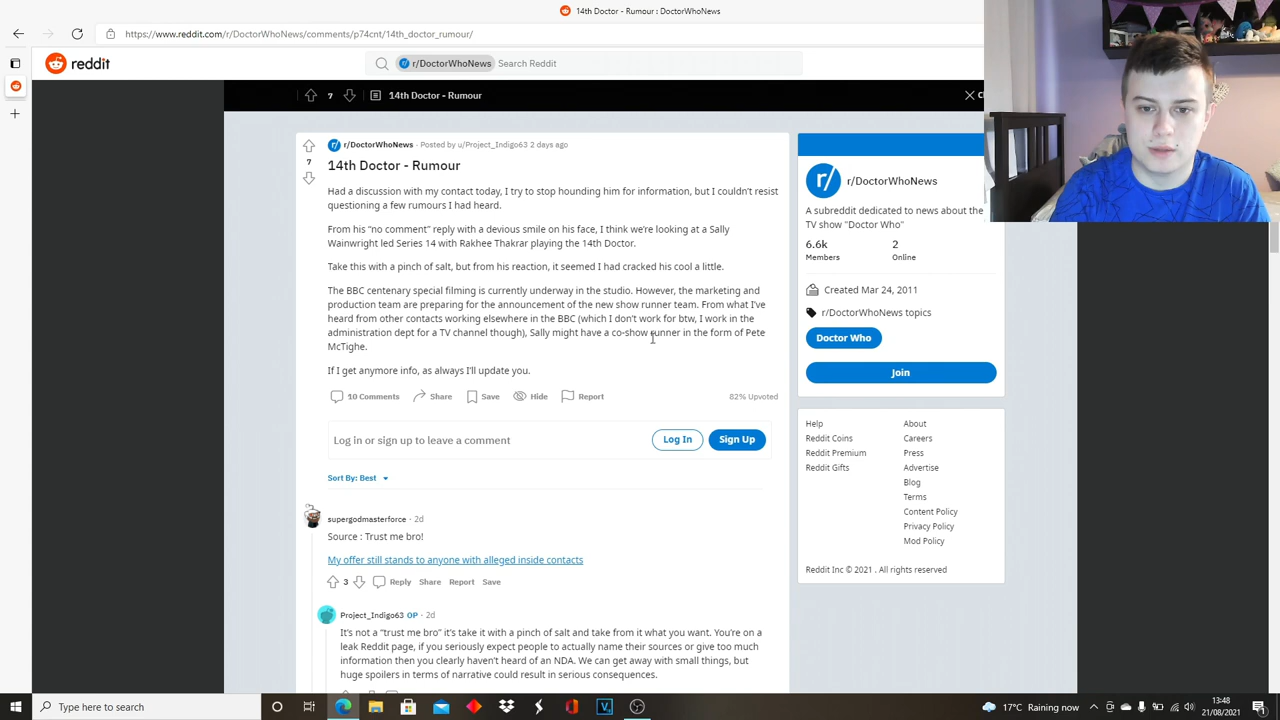 14th Doctor - Rumour : DoctorWhoNews
https://www.reddit.com/r/DoctorWhoNews/comments/p74cnt/14th_doctor_rumour/
reddit
r/DoctorWhoNews Search Reddit
7 14th Doctor - Rumour
r/DoctorWhoNews · Posted by u/Project_Indigo63 2 days ago
7
14th Doctor - Rumour
Had a discussion with my contact today, I try to stop hounding him for information, but I couldn't resist
questioning a few rumours I had heard.
From his “no comment” reply with a devious smile on his face, I think we're looking at a Sally
Wainwright led Series 14 with Rakhee Thakrar playing the 14th Doctor.
Take this with a pinch of salt, but from his reaction, it seemed I had cracked his cool a little.
The BBC centenary special filming is currently underway in the studio. However, the marketing and
production team are preparing for the announcement of the new show runner team. From what I've
heard from other contacts working elsewhere in the BBC (which I don't work for btw, I work in the
administration dept for a TV channel though), Sally might have a co-show runner in the form of Pete
McTighe.
If I get anymore info, as always I'll update you.
10 Comments Share Save Hide Report 82% Upvoted
Log in or sign up to leave a comment Log In Sign Up
Sort By: Best
supergodmasterforce · 2d
Source : Trust me bro!
My offer still stands to anyone with alleged inside contacts
3 Reply Share Report Save
Project_Indigo63 OP · 2d
It's not a “trust me bro” it's take it with a pinch of salt and take from it what you want. You're on a
leak Reddit page, if you seriously expect people to actually name their sources or give too much
information then you clearly haven't heard of an NDA. We can get away with small things, but
huge spoilers in terms of narrative could result in serious consequences.
r/DoctorWhoNews
A subreddit dedicated to news about the
TV show "Doctor Who"
6.6k 2
Members Online
Created Mar 24, 2011
r/DoctorWhoNews topics
Doctor Who
Join
Help About
Reddit Coins Careers
Reddit Premium Press
Reddit Gifts Advertise
Blog
Terms
Content Policy
Privacy Policy
Mod Policy
Reddit Inc © 2021 . All rights reserved
Type here to search
17°C Raining now
13:48
21/08/2021